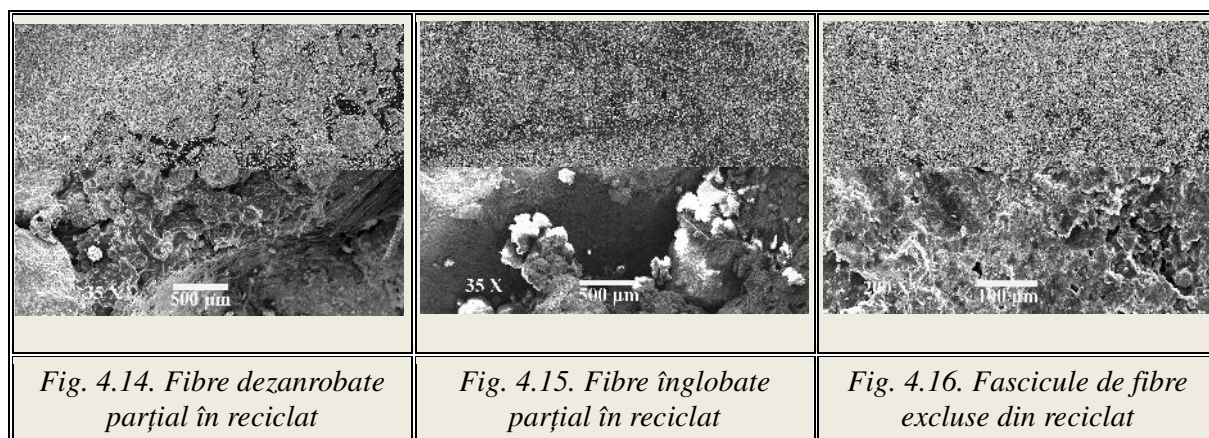 35 X
500 µm
35 X
500 µm
200
100 µm
Fig. 4.14. Fibre dezanrobate
parțial în reciclat
Fig. 4.15. Fibre înglobate
parțial în reciclat
Fig. 4.16. Fascicule de fibre
excluse din reciclat